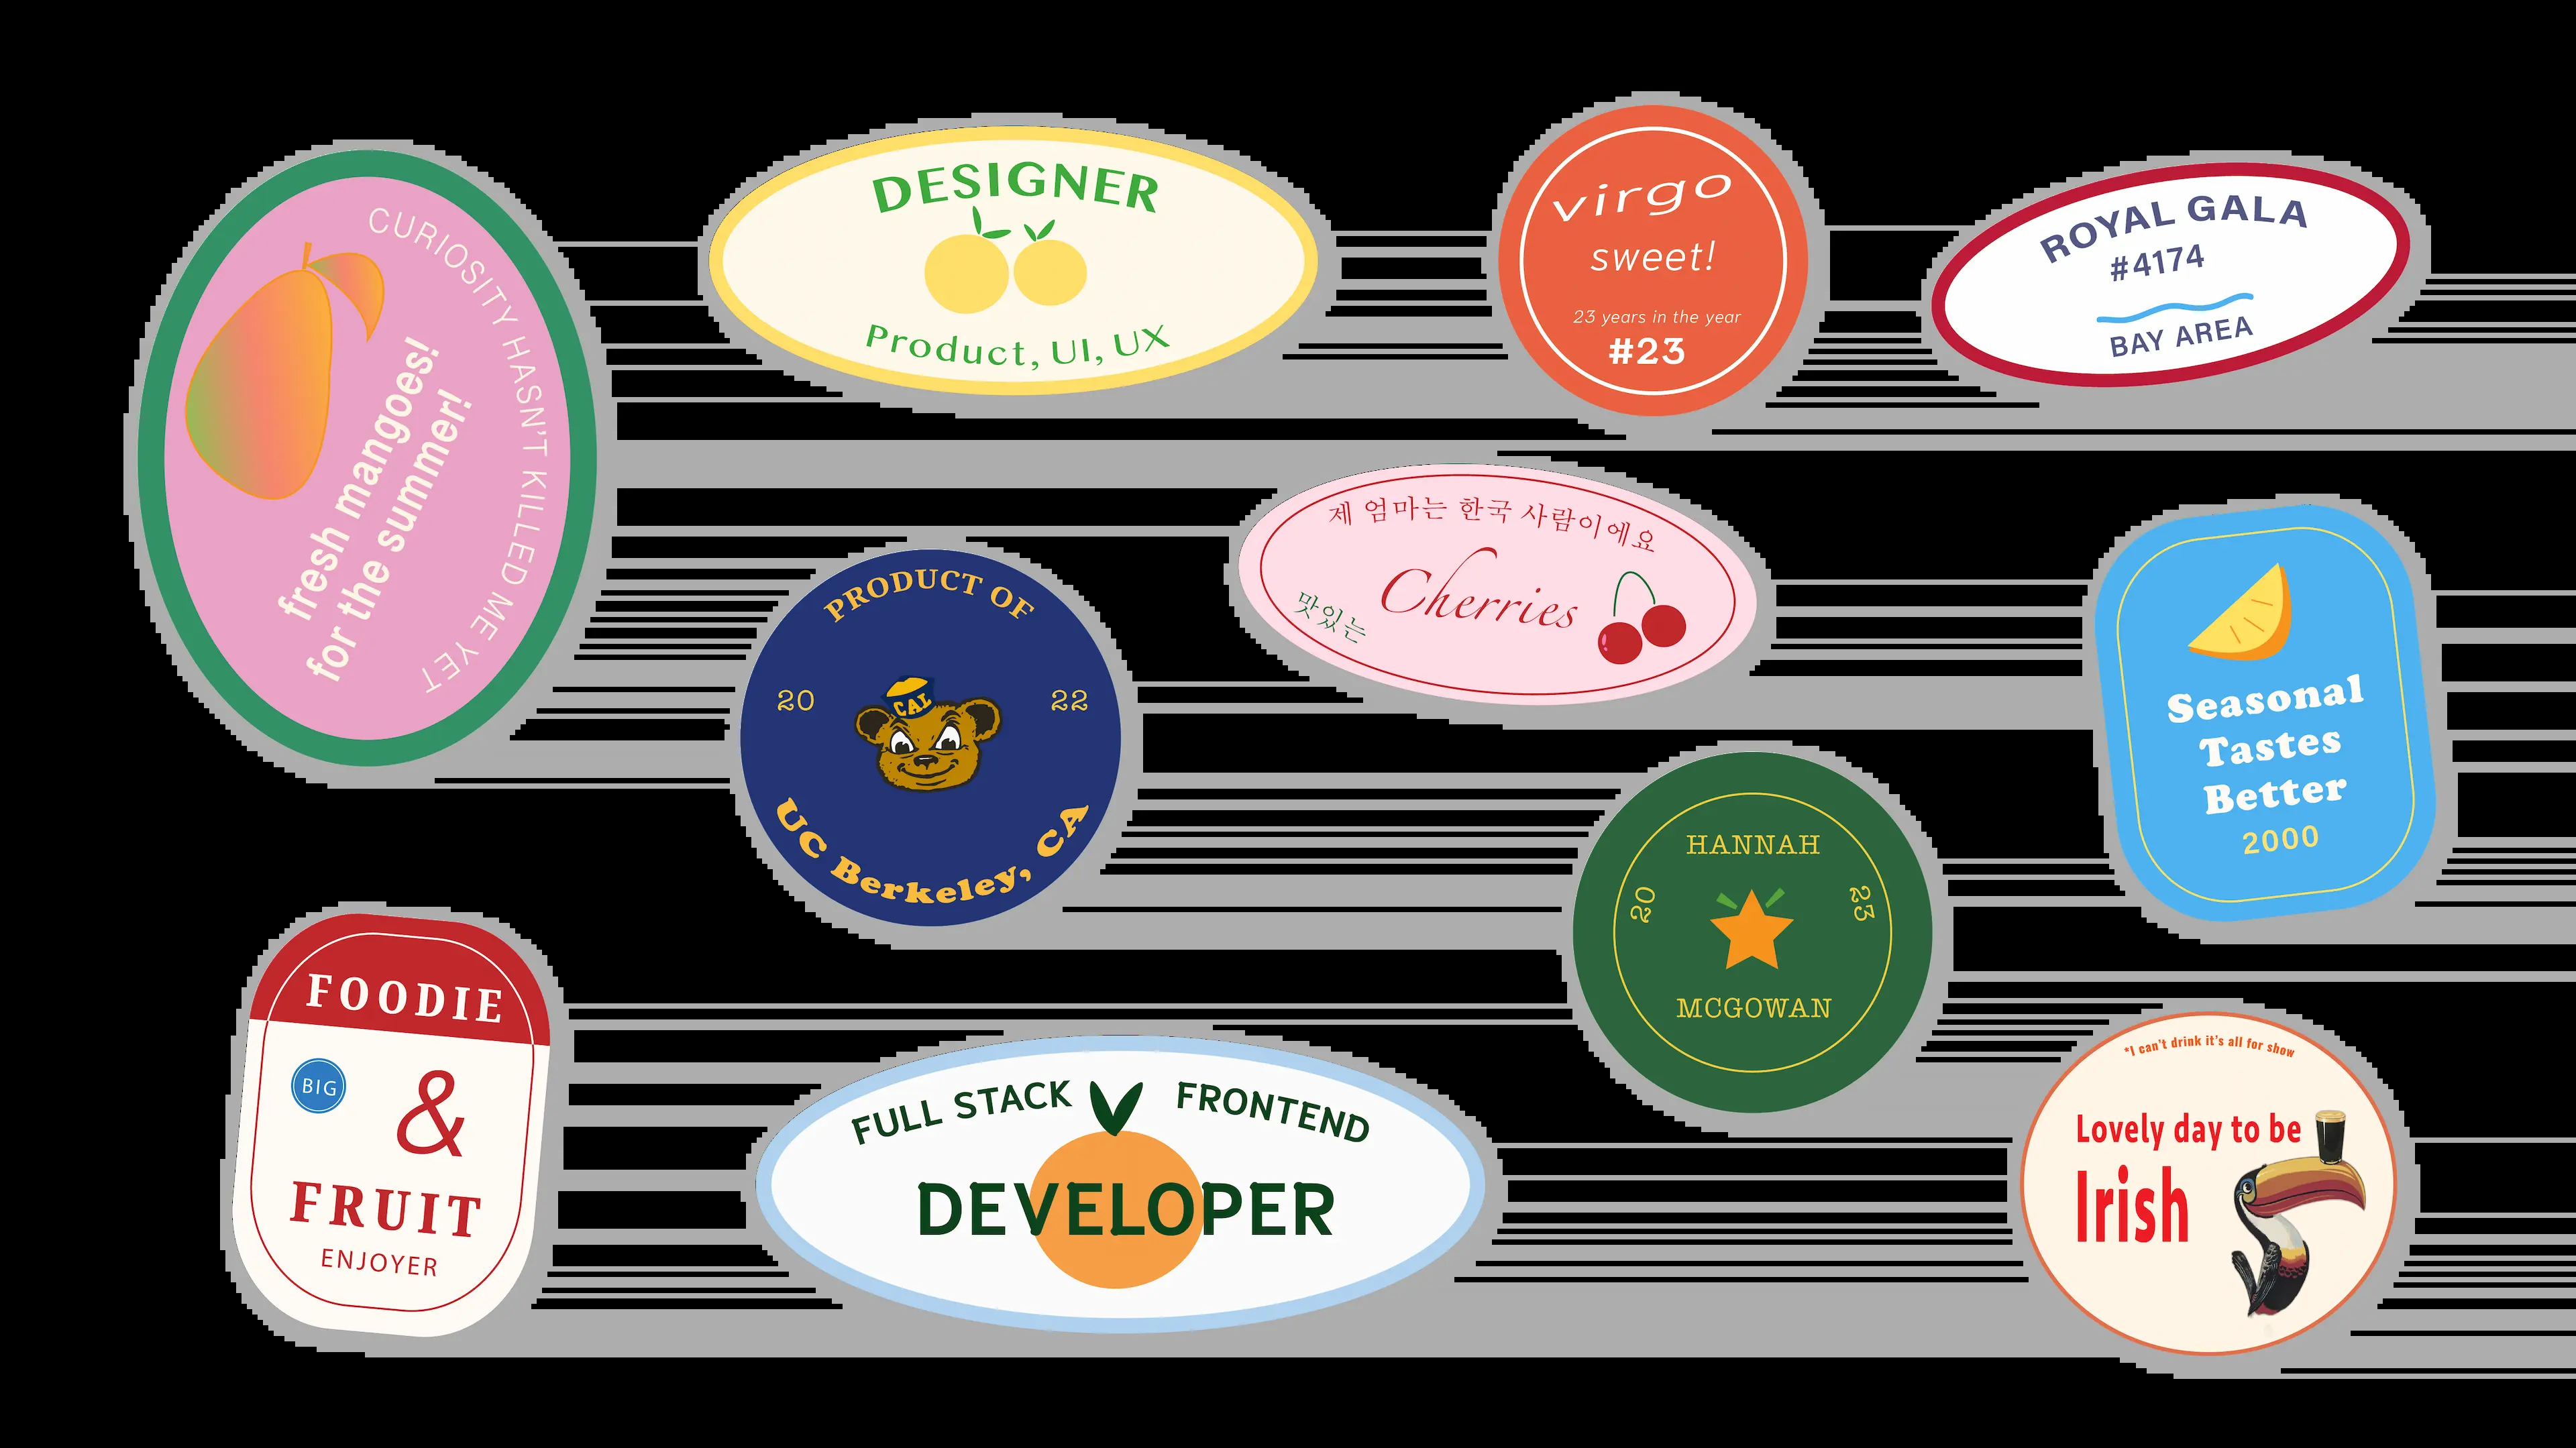 CURIOSITY HASN'T KILLED ME YET
fresh mangoes!
for the summer!
DESIGNER
Product, UI, UX
virgo
sweet!
23 years in the year
#23
ROYAL GALA
#4174
BAY AREA
제 엄마는 한국 사람이에요
Cherries
맛있는
PRODUCT OF
20 22
CAL
UC Berkeley, CA
Seasonal
Tastes
Better
2000
HANNAH
20 23
MCGOWAN
FOODIE
BIG
&
FRUIT
ENJOYER
FULL STACK FRONTEND
DEVELOPER
*I can't drink it's all for show
Lovely day to be
Irish